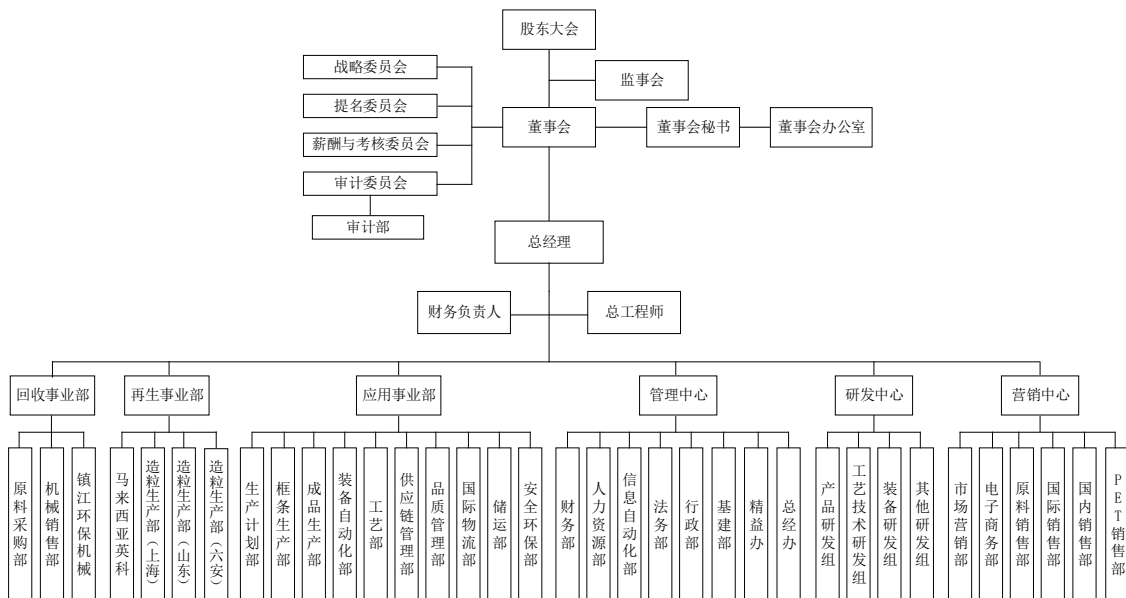 股东大会
战略委员会
监事会
提名委员会
董事会
董事会秘书
董事会办公室
薪酬与考核委员会
审计委员会
审计部
总经理
财务负责人
总工程师
回收事业部
再生事业部
应用事业部
管理中心
研发中心
营销中心
原料采购部
机械销售部
镇江环保机械
马来西亚英科
造粒生产部（上海）
造粒生产部（山东）
造粒生产部（六安）
生产计划部
框条生产部
成品生产部
装备自动化部
工艺部
供应链管理部
品质管理部
国际物流部
储运部
安全环保部
财务部
人力资源部
信息自动化部
法务部
行政部
基建部
精益办
总经办
产品研发组
工艺技术研发组
装备研发组
其他研发组
市场营销部
电子商务部
原料销售部
国际销售部
国内销售部
PET销售部